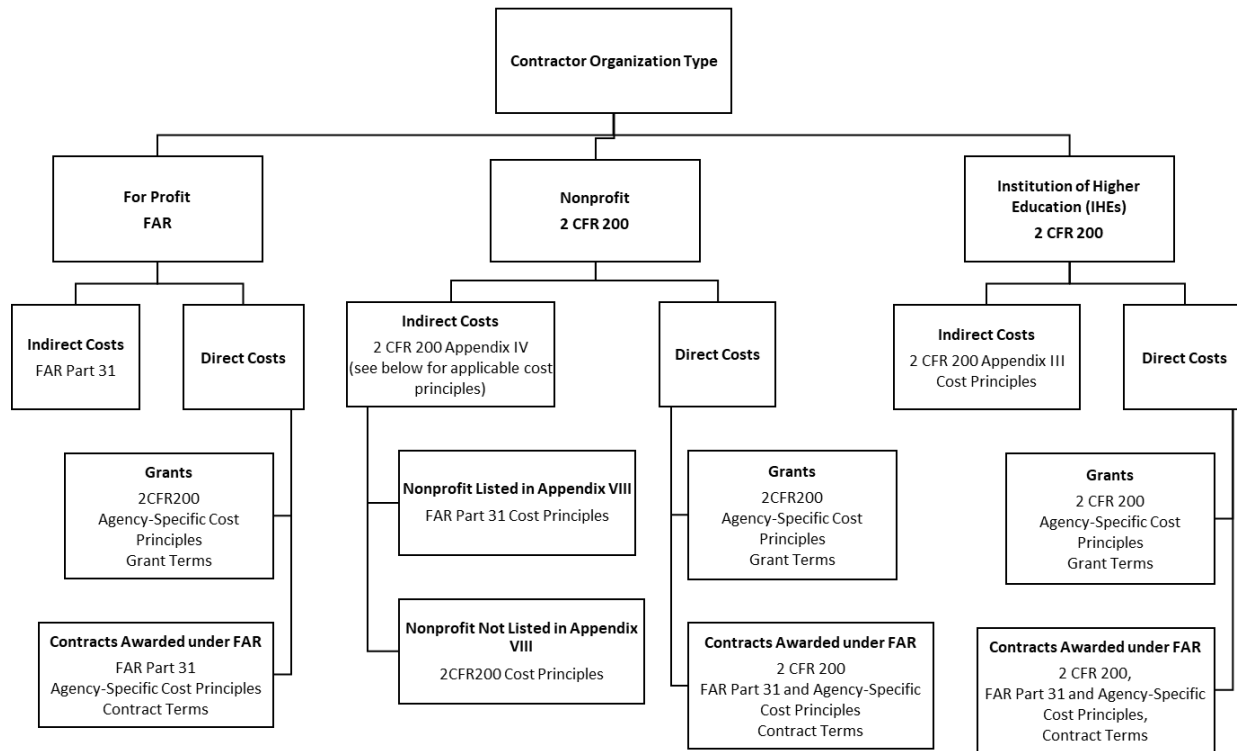 Contractor Organization Type
For Profit
FAR
Nonprofit
2 CFR 200
Institution of Higher
Education (IHEs)
2 CFR 200
Indirect Costs
FAR Part 31
Direct Costs
Indirect Costs
2 CFR 200 Appendix IV
(see below for applicable cost
principles)
Direct Costs
Indirect Costs
2 CFR 200 Appendix III
Cost Principles
Direct Costs
Grants
2CFR200
Agency-Specific Cost
Principles
Grant Terms
Nonprofit Listed in Appendix VIII
FAR Part 31 Cost Principles
Grants
2CFR200
Agency-Specific Cost
Principles
Grant Terms
Grants
2 CFR 200
Agency-Specific Cost
Principles
Grant Terms
Contracts Awarded under FAR
FAR Part 31
Agency-Specific Cost Principles
Contract Terms
Nonprofit Not Listed in Appendix
VIII
2CFR200 Cost Principles
Contracts Awarded under FAR
2 CFR 200
FAR Part 31 and Agency-Specific
Cost Principles
Contract Terms
Contracts Awarded under FAR
2 CFR 200,
FAR Part 31 and Agency-Specific
Cost Principles,
Contract Terms